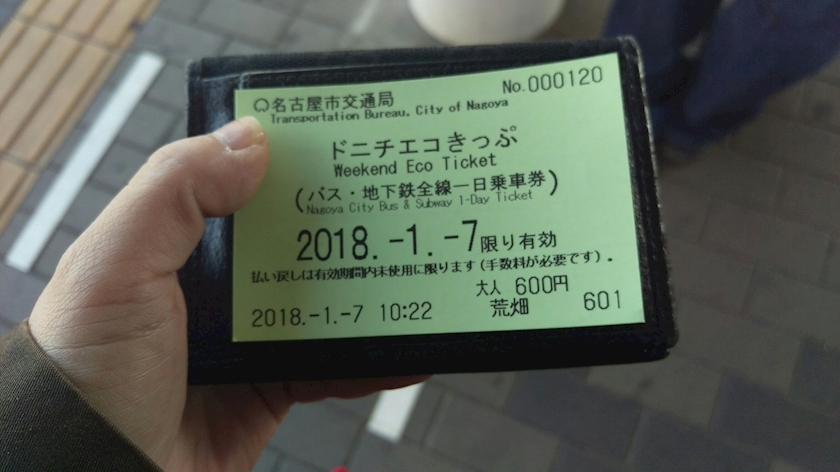 名古屋市交通局 No.000120
Transportation Bureau, City of Nagoya
ドニチエコきっぷ
Weekend Eco Ticket
(バス・地下鉄全線一日乗車券)
Nagoya City Bus & Subway 1-Day Ticket
2018.-1.-7限り有効
払い戻しは有効期間内未使用に限ります(手数料が必要です)。
大人 600円
2018.-1.-7 10:22 荒畑 601